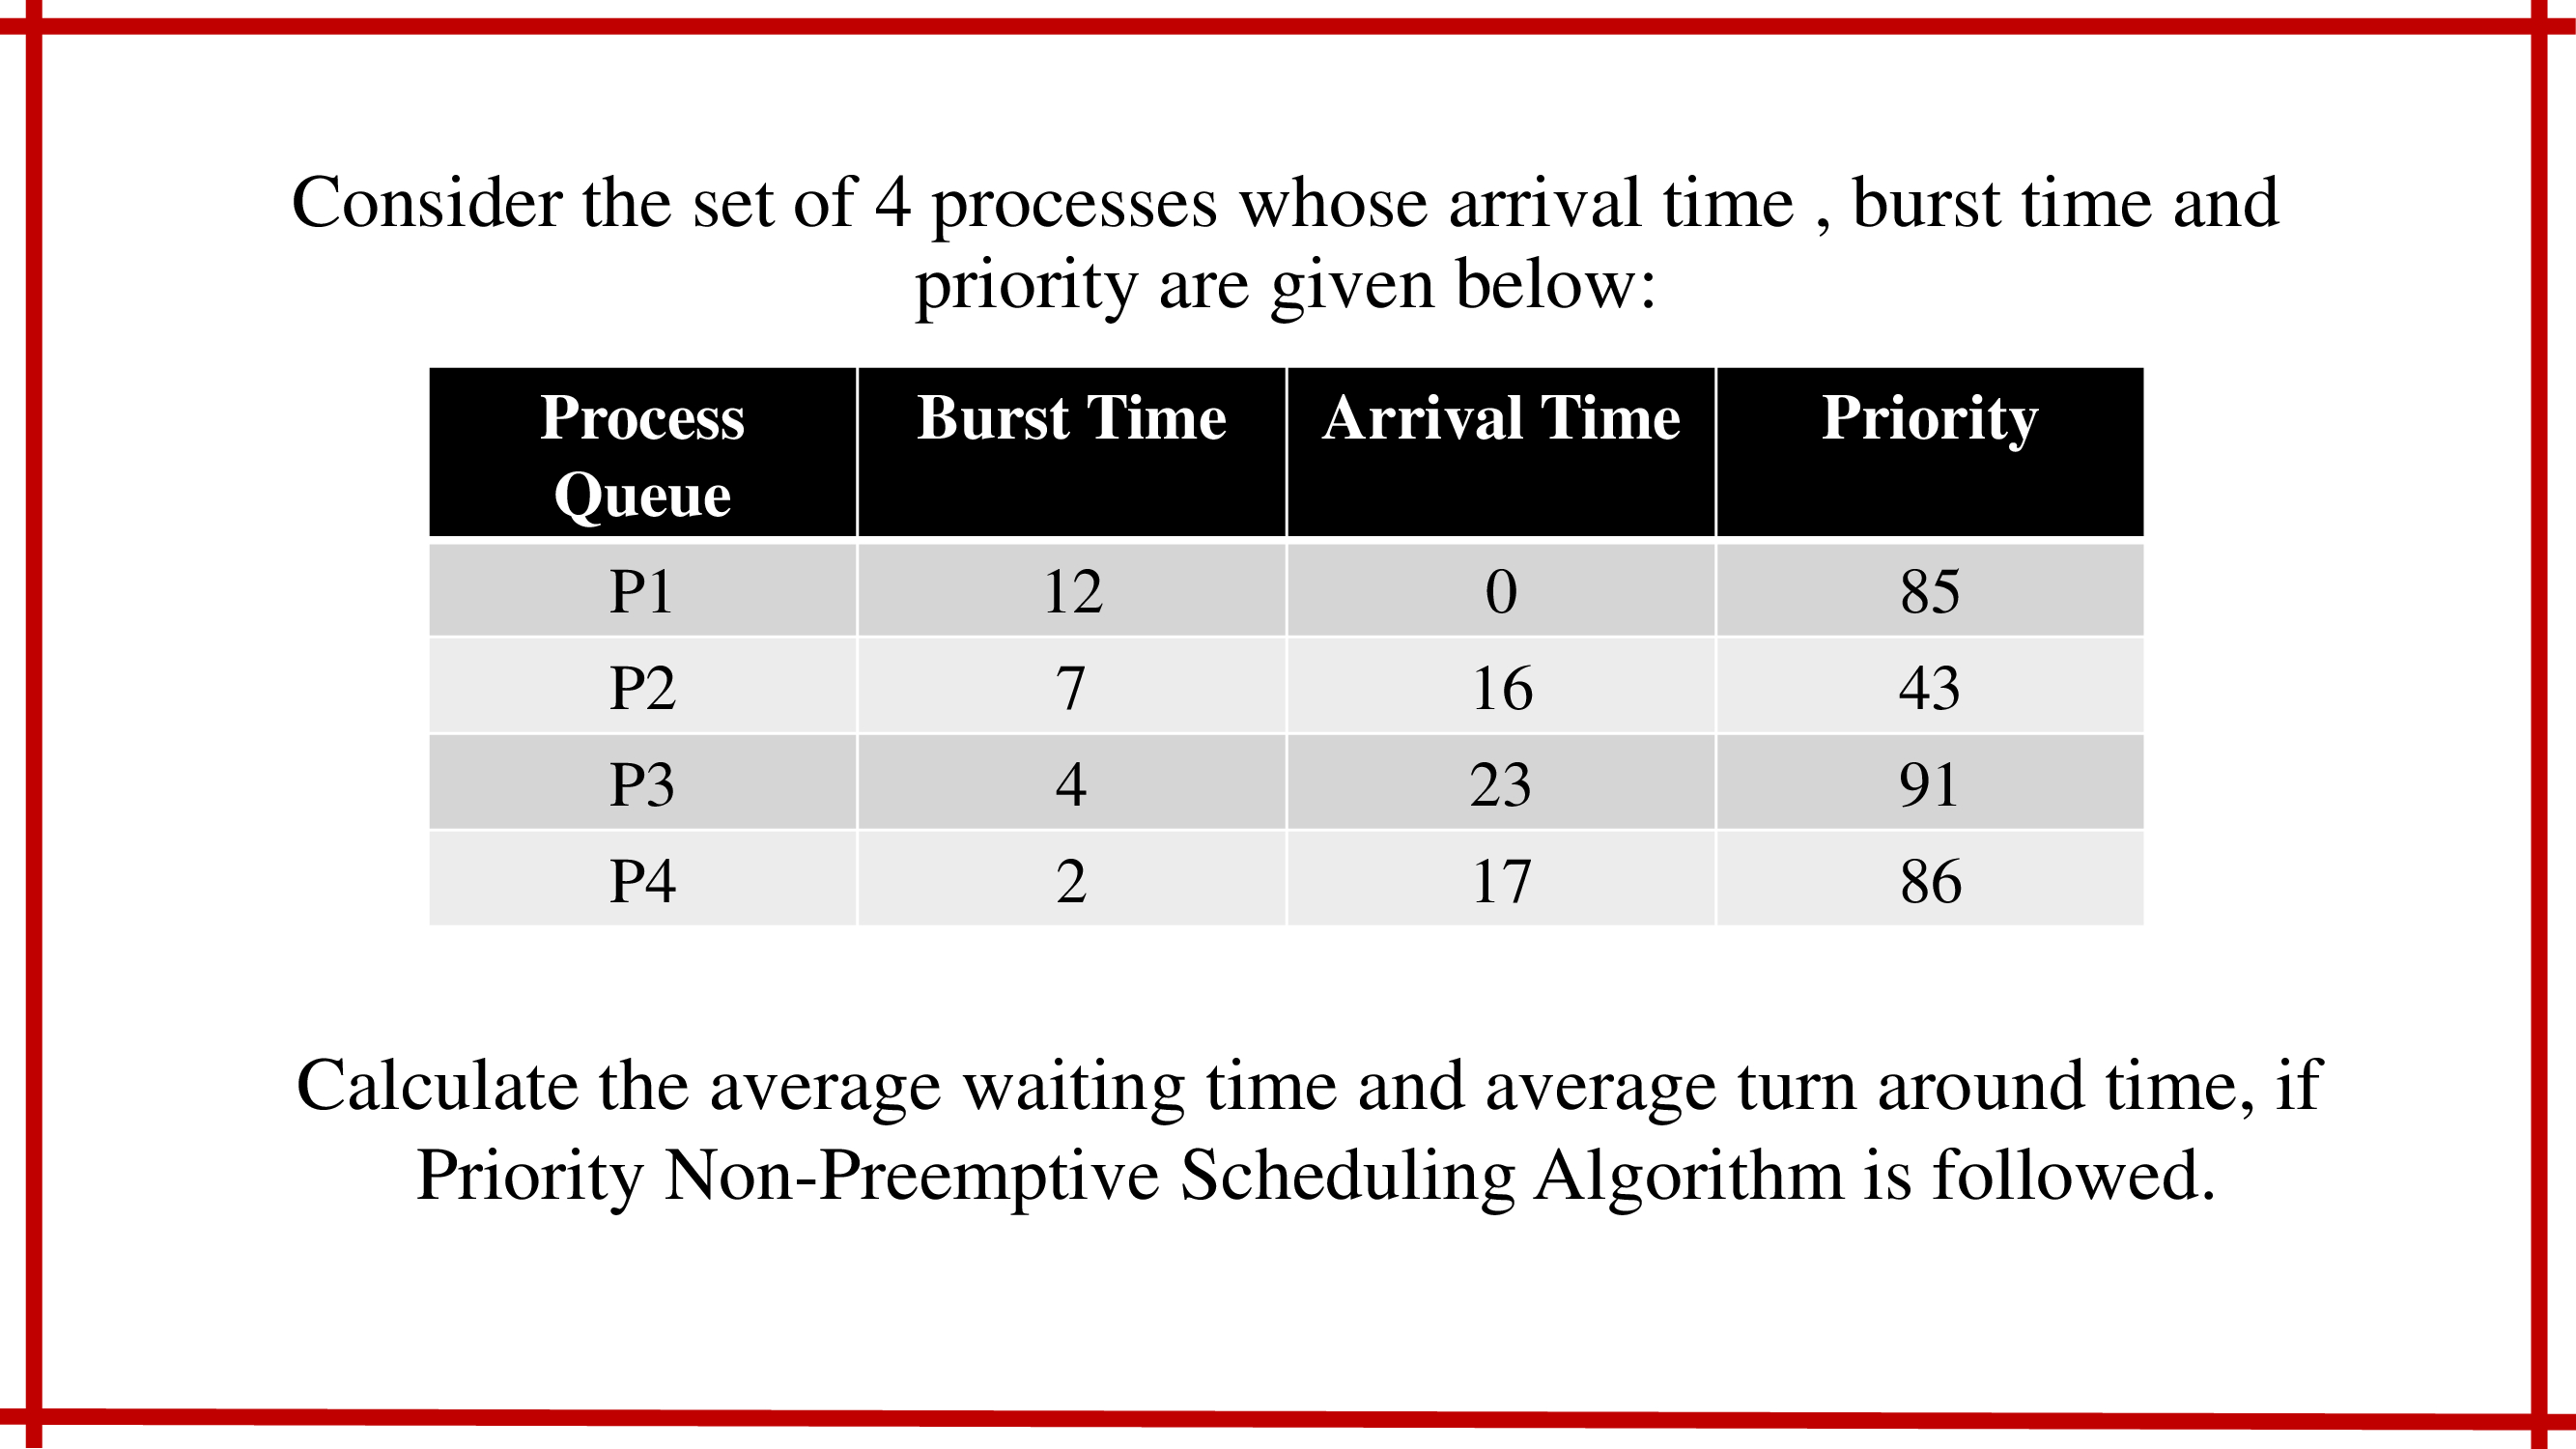 Consider the set of 4 processes whose arrival time , burst time and
priority are given below:
Process Queue Burst Time Arrival Time Priority
P1 12 0 85
P2 7 16 43
P3 4 23 91
P4 2 17 86
Calculate the average waiting time and average turn around time, if
Priority Non-Preemptive Scheduling Algorithm is followed.